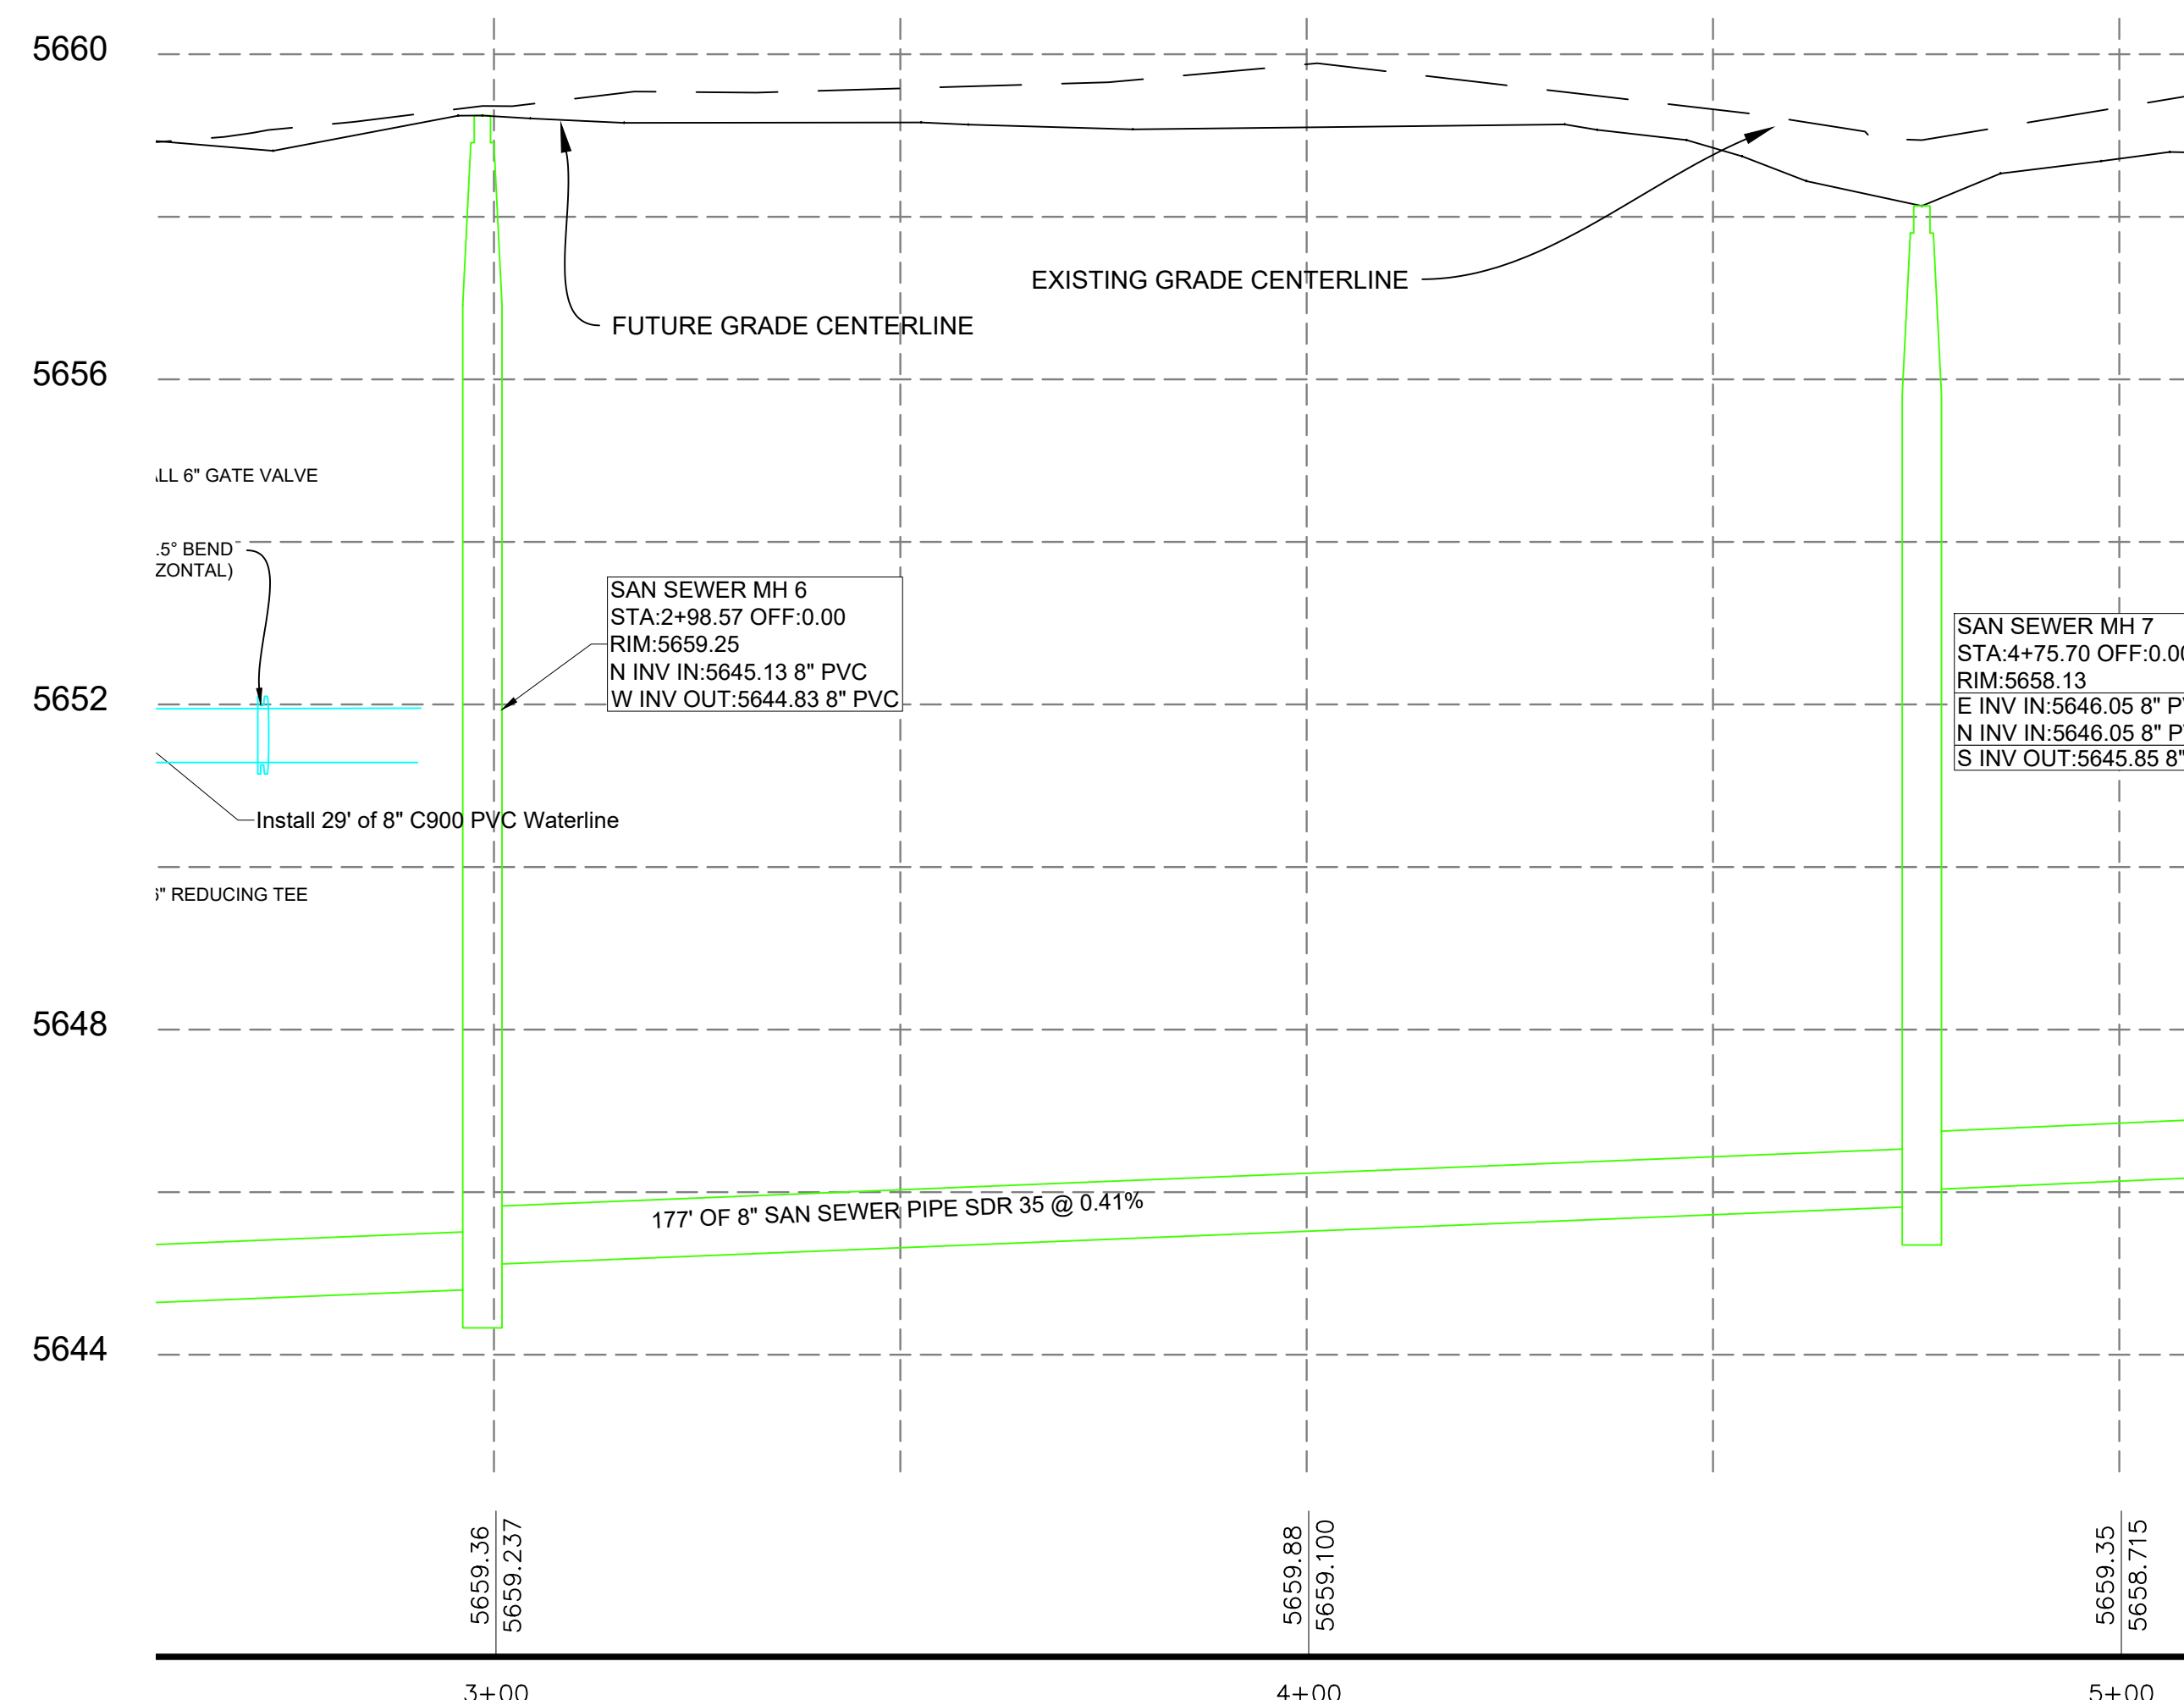 5660
EXISTING GRADE CENTERLINE
FUTURE GRADE CENTERLINE
5656
ALL 6" GATE VALVE
.5° BEND
ZONTAL)
SAN SEWER MH 6
STA:2+98.57 OFF:0.00
RIM:5659.25
N INV IN:5645.13 8" PVC
W INV OUT:5644.83 8" PVC
SAN SEWER MH 7
STA:4+75.70 OFF:0.00
RIM:5658.13
E INV IN:5646.05 8" P
N INV IN:5646.05 8" P
S INV OUT:5645.85 8"
5652
Install 29' of 8" C900 PVC Waterline
6" REDUCING TEE
5648
177' OF 8" SAN SEWER PIPE SDR 35 @ 0.41%
5644
5659.36
5659.237
5659.88
5659.100
5659.35
5658.715
3+00
4+00
5+00